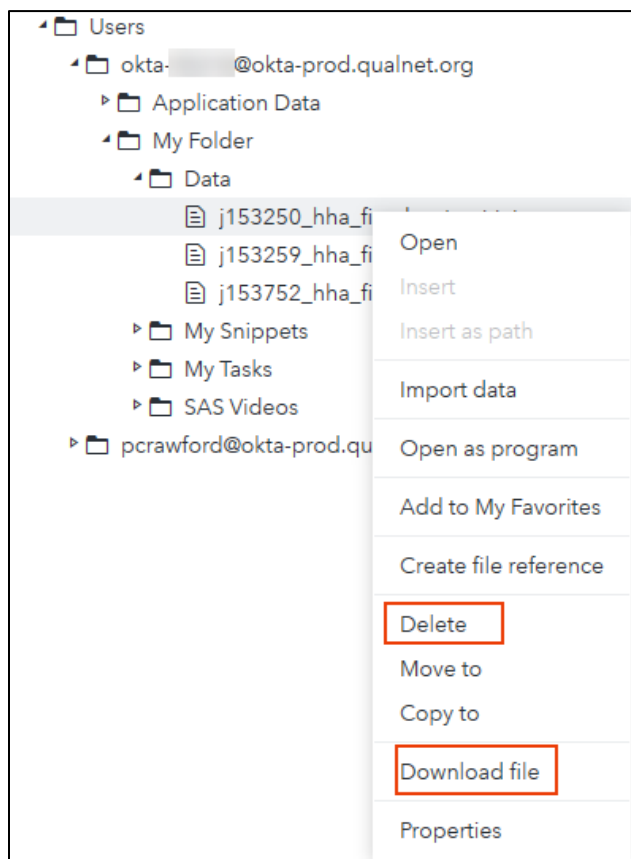 Users
okta- @okta-prod.qualnet.org
Application Data
My Folder
Data
j153250_hha_fi
j153259_hha_fi
j153752_hha_fi
My Snippets
My Tasks
SAS Videos
pcrawford@okta-prod.qu
Open
Insert
Insert as path
Import data
Open as program
Add to My Favorites
Create file reference
Delete
Move to
Copy to
Download file
Properties